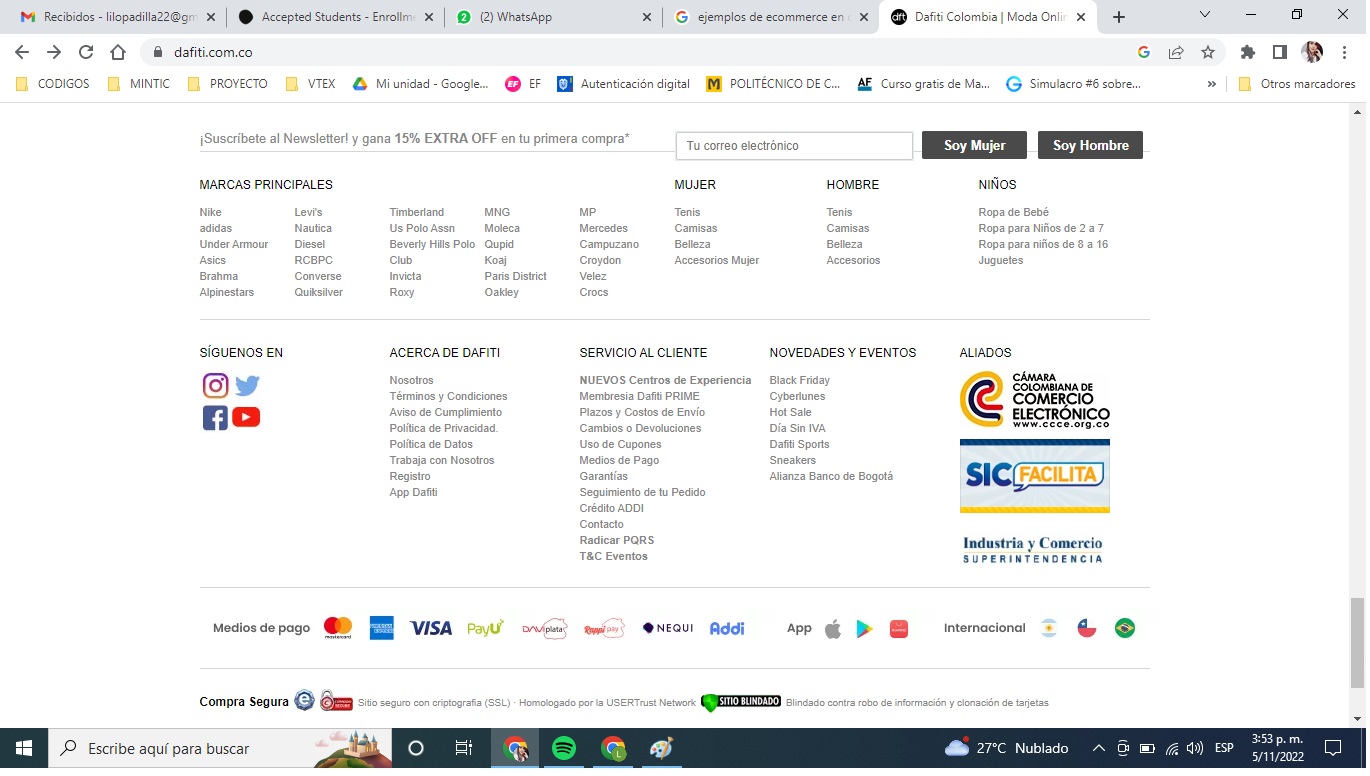 Recibidos - lilopadilla22@gm
Accepted Students - Enrollme
(2) WhatsApp
ejemplos de ecommerce en c
Dafiti Colombia | Moda Onlin
dafiti.com.co
CODIGOS
MINTIC
PROYECTO
VTEX
Mi unidad - Google...
EF EF
Autenticación digital
M POLITÉCNICO DE C...
AF Curso gratis de Ma...
Simulacro #6 sobre...
»
Otros marcadores
¡Suscríbete al Newsletter! y gana 15% EXTRA OFF en tu primera compra*
Tu correo electrónico
Soy Mujer
Soy Hombre
MARCAS PRINCIPALES
Nike
adidas
Under Armour
Asics
Brahma
Alpinestars
Levi's
Nautica
Diesel
RCBPC
Converse
Quiksilver
Timberland
Us Polo Assn
Beverly Hills Polo
Club
Invicta
Roxy
MNG
Moleca
Qupid
Koaj
Paris District
Oakley
MP
Mercedes
Campuzano
Croydon
Velez
Crocs
MUJER
Tenis
Camisas
Belleza
Accesorios Mujer
HOMBRE
Tenis
Camisas
Belleza
Accesorios
NIÑOS
Ropa de Bebé
Ropa para Niños de 2 a 7
Ropa para niños de 8 a 16
Juguetes
SÍGUENOS EN
ACERCA DE DAFITI
Nosotros
Términos y Condiciones
Aviso de Cumplimiento
Política de Privacidad.
Política de Datos
Trabaja con Nosotros
Registro
App Dafiti
SERVICIO AL CLIENTE
NUEVOS Centros de Experiencia
Membresia Dafiti PRIME
Plazos y Costos de Envío
Cambios o Devoluciones
Uso de Cupones
Medios de Pago
Garantías
Seguimiento de tu Pedido
Crédito ADDI
Contacto
Radicar PQRS
T&C Eventos
NOVEDADES Y EVENTOS
Black Friday
Cyberlunes
Hot Sale
Día Sin IVA
Dafiti Sports
Sneakers
Alianza Banco de Bogotá
ALIADOS
CÁMARA
COLOMBIANA DE
COMERCIO
ELECTRÓNICO
www.ccce.org.co
SIC FACILITA
Industria y Comercio
SUPERINTENDENCIA
Medios de pago
mastercard
AMERICAN EXPRESS
VISA
PayU
DAVIplata
Rappi pay
NEQUI
Addi
App
Internacional
Compra Segura
Sitio seguro con criptografia (SSL) · Homologado por la USERTrust Network
SITIO BLINDADO
Blindado contra robo de información y clonación de tarjetas
Escribe aquí para buscar
27°C Nublado
ESP
3:53 p. m.
5/11/2022